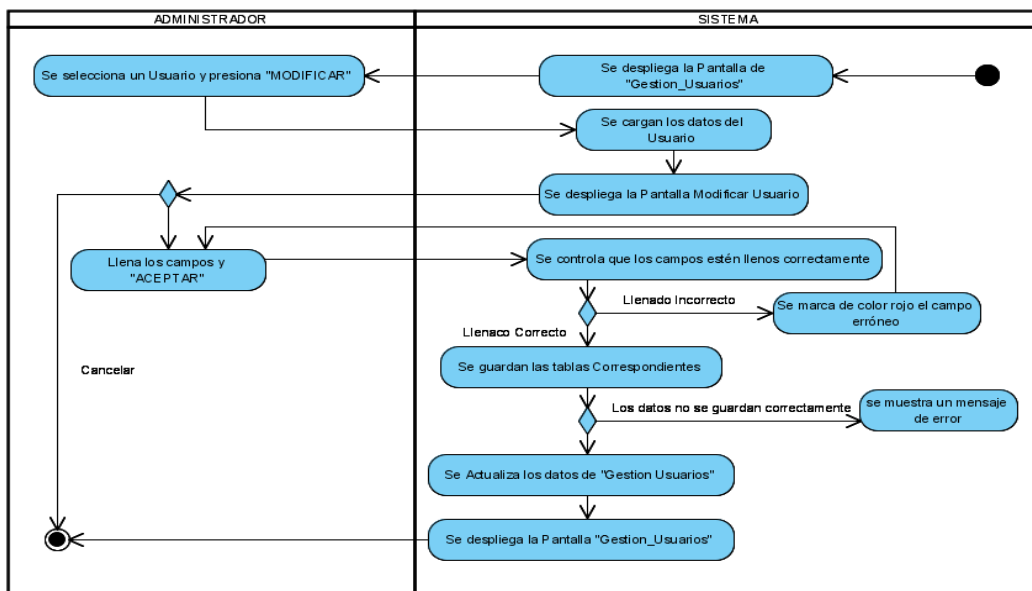 ADMINISTRADOR
SISTEMA
Se selecciona un Usuario y presiona "MODIFICAR"
Se despliega la Pantalla de
"Gestion_Usuarios"
Se cargan los datos del
Usuario
Se despliega la Pantalla Modificar Usuario
Llena los campos y
"ACEPTAR"
Se controla que los campos estén llenos correctamente
Llenado Incorrecto
Se marca de color rojo el campo
erróneo
Llenaco Correcto
Se guardan las tablas Correspondientes
Cancelar
Los datos no se guardan correctamente
se muestra un mensaje
de error
Se Actualiza los datos de "Gestion Usuarios"
Se despliega la Pantalla "Gestion_Usuarios"